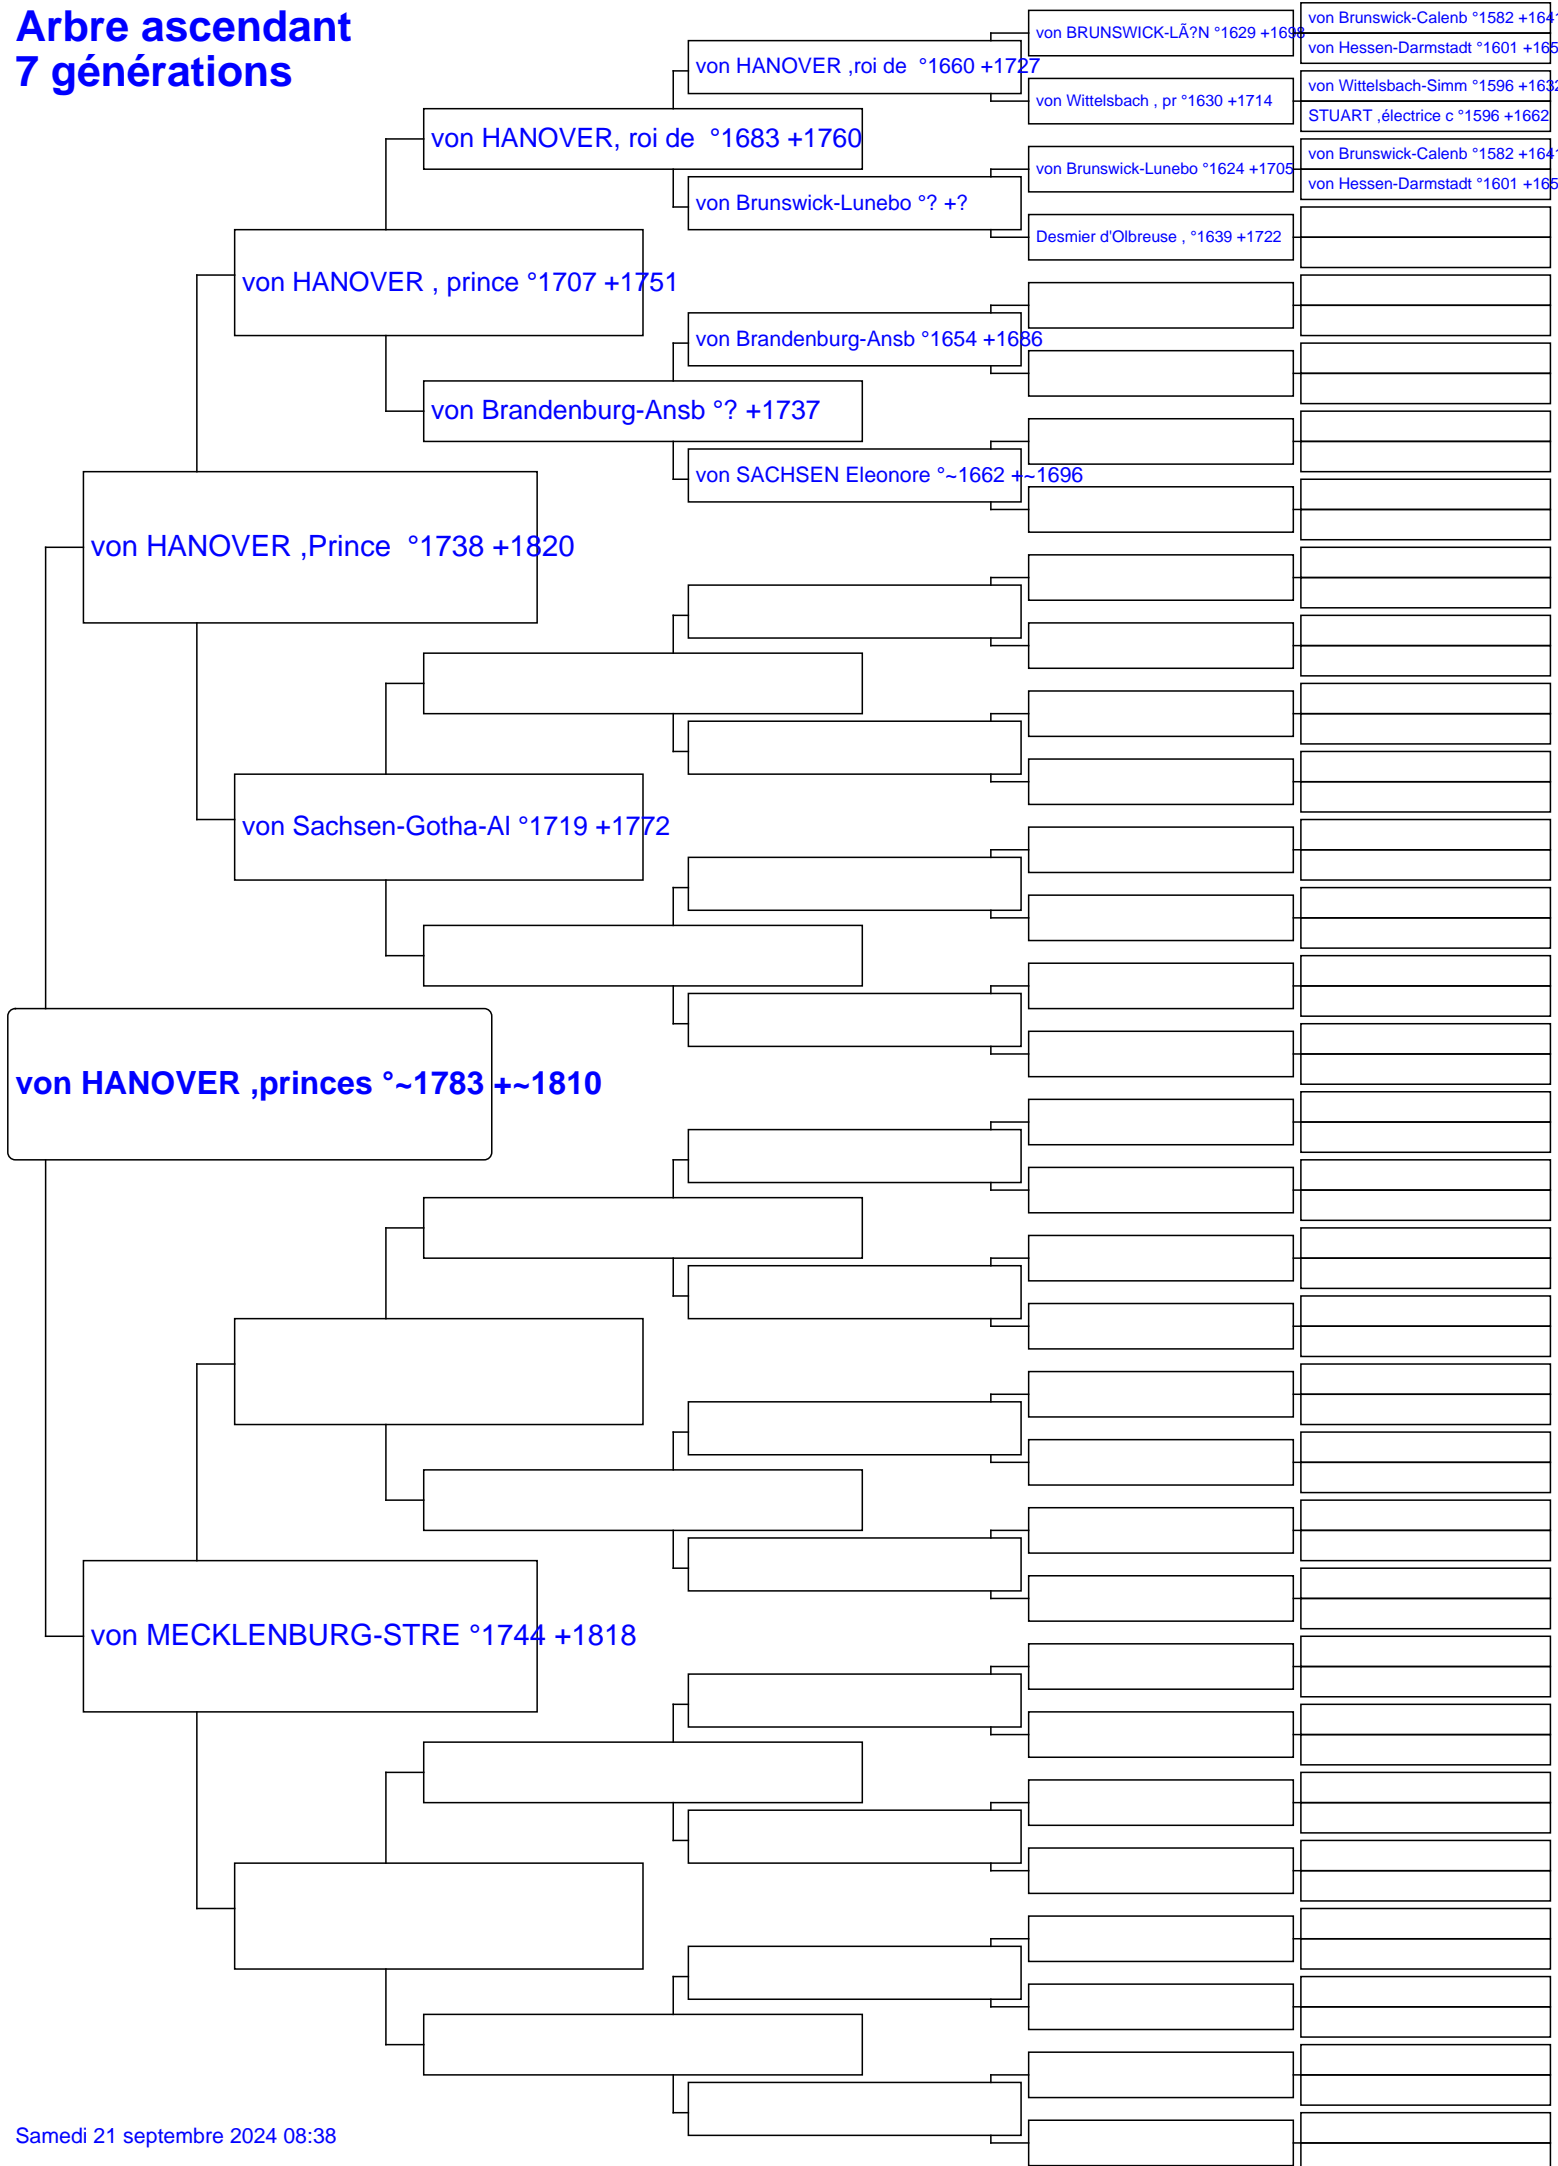 Arbre ascendant
7 générations
von BRUNSWICK-LÃ?N °1629 +1698
von Brunswick-Calenb °1582 +1641
von Hessen-Darmstadt °1601 +165
von HANOVER ,roi de  °1660 +1727
von Wittelsbach , pr °1630 +1714
von Wittelsbach-Simm °1596 +1632
STUART ,électrice c °1596 +1662
von HANOVER, roi de  °1683 +1760
von Brunswick-Lunebo °1624 +1705
von Brunswick-Calenb °1582 +1641
von Hessen-Darmstadt °1601 +165
von Brunswick-Lunebo °? +?
Desmier d'Olbreuse , °1639 +1722
von HANOVER , prince °1707 +1751
von Brandenburg-Ansb °1654 +1686
von Brandenburg-Ansb °? +1737
von SACHSEN Eleonore °~1662 +~1696
von HANOVER ,Prince  °1738 +1820
von Sachsen-Gotha-Al °1719 +1772
von HANOVER ,princes °~1783 +~1810
von MECKLENBURG-STRE °1744 +1818
Samedi 21 septembre 2024 08:38